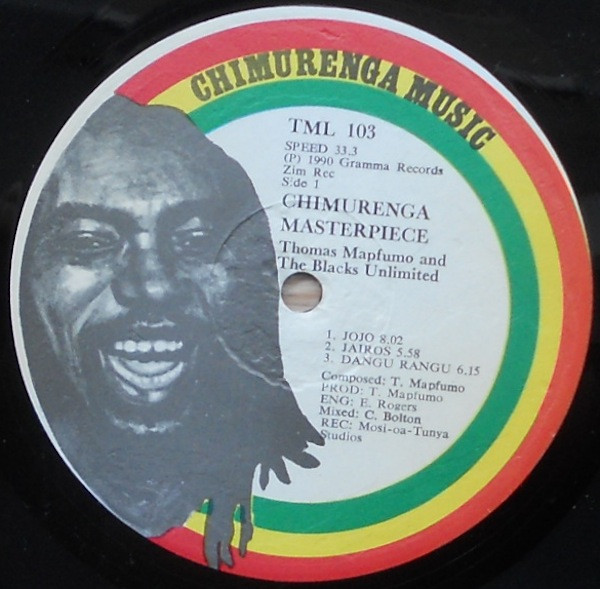 CHIMURENGA MUSIC
TML 103
SPEED 33.3
(P) 1990 Gramma Records
Zim Rec
Side 1
CHIMURENGA
MASTERPIECE
Thomas Mapfumo and
The Blacks Unlimited
1. JOJO 8.02
2. JAIROS 5.58
3. DANGU RANGU 6.15
Composed: T. Mapfumo
PROD: T. Mapfumo
ENG: E. Rogers
Mixed: C. Bolton
REC: Mosi-oa-Tunya
Studios